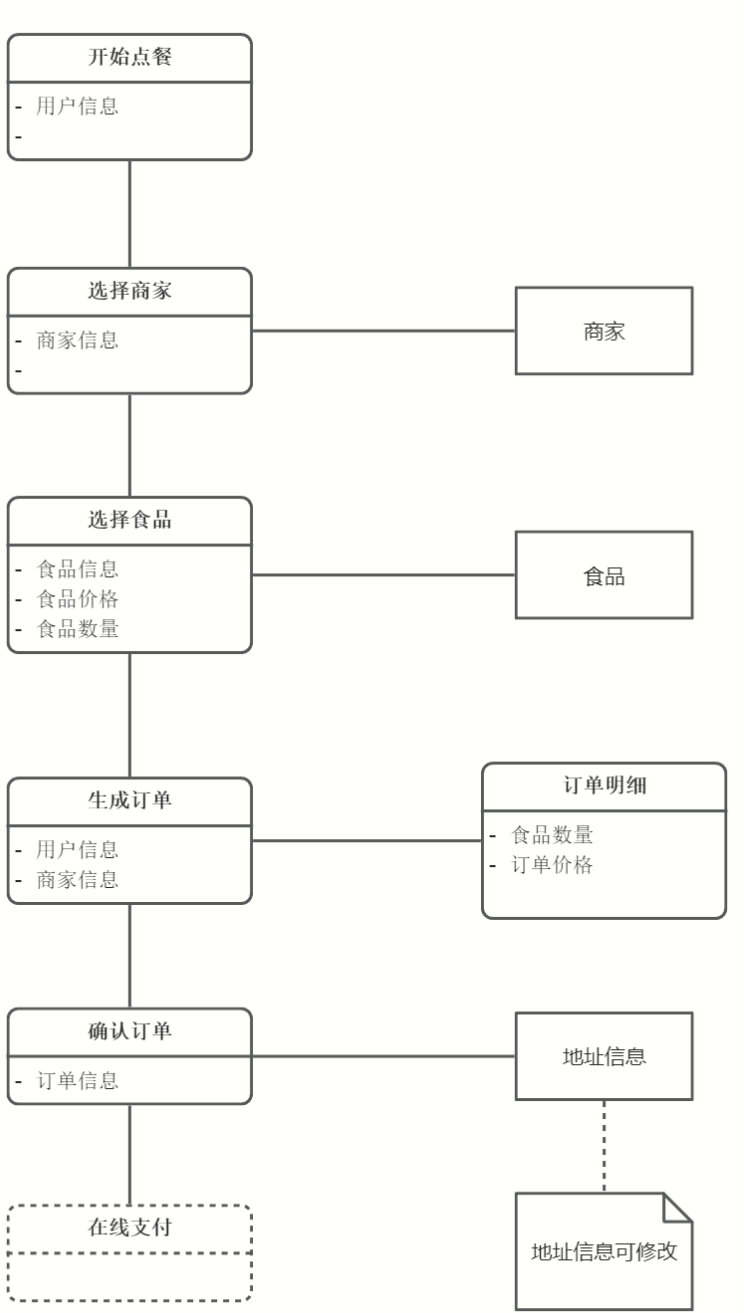 开始点餐
- 用户信息
-
选择商家
- 商家信息
-
商家
选择食品
- 食品信息
- 食品价格
- 食品数量
食品
生成订单
- 用户信息
- 商家信息
订单明细
- 食品数量
- 订单价格
确认订单
- 订单信息
地址信息
在线支付
地址信息可修改